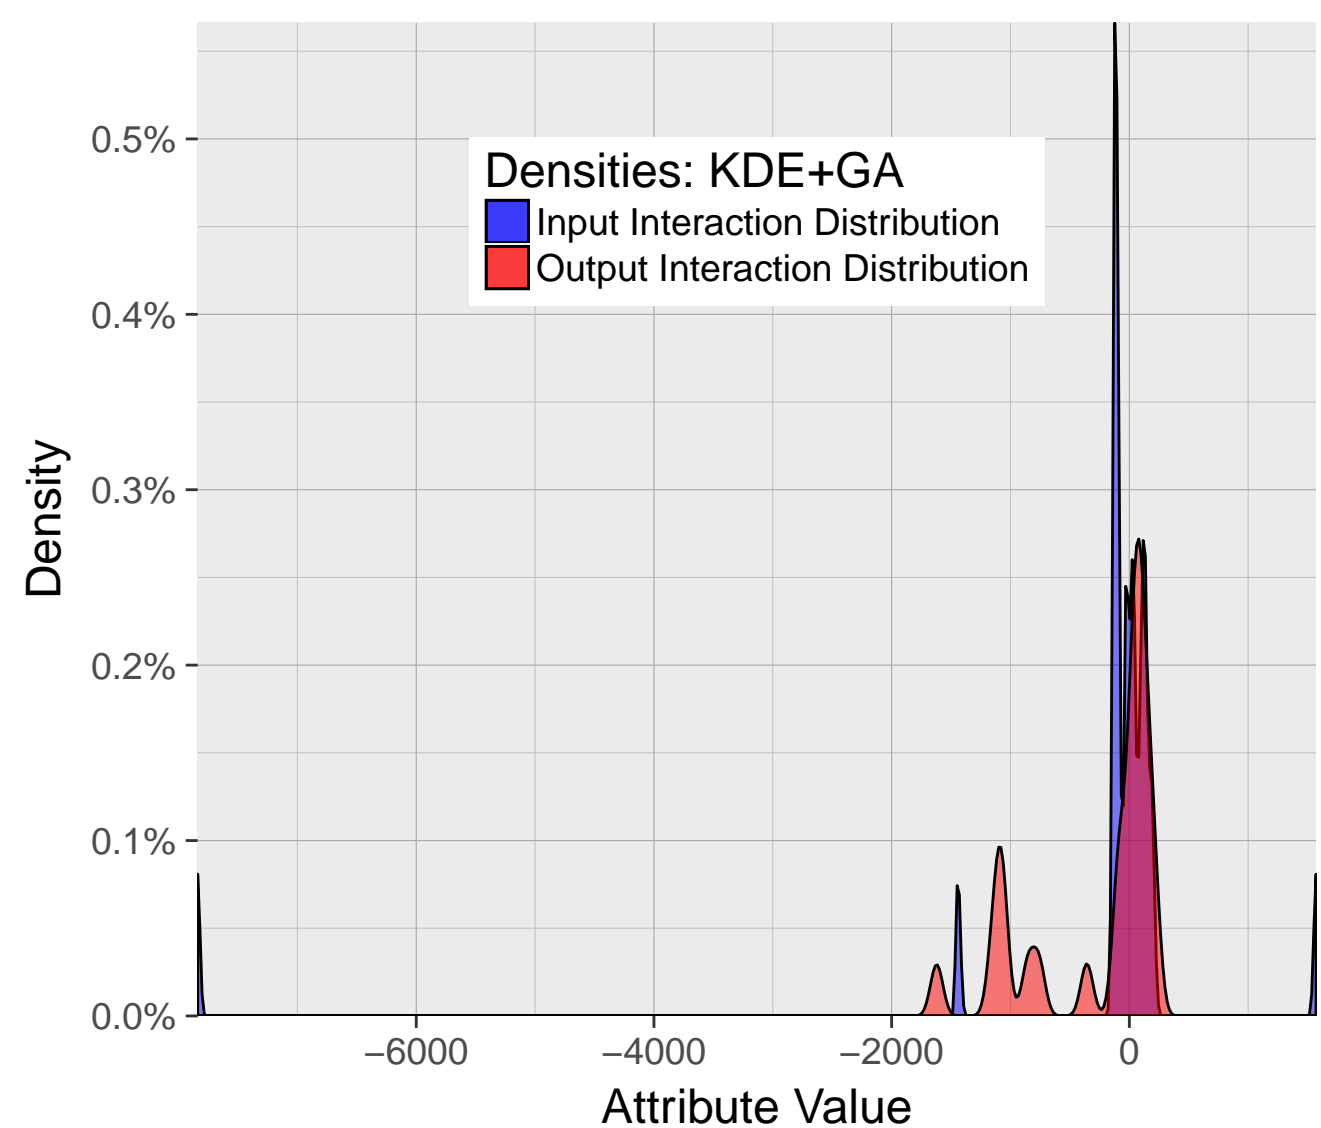 0.5%
0.4%
0.3%
0.2%
0.1%
0.0%
Density
Densities: KDE+GA
Input Interaction Distribution
Output Interaction Distribution
−6000 −4000 −2000 0
Attribute Value